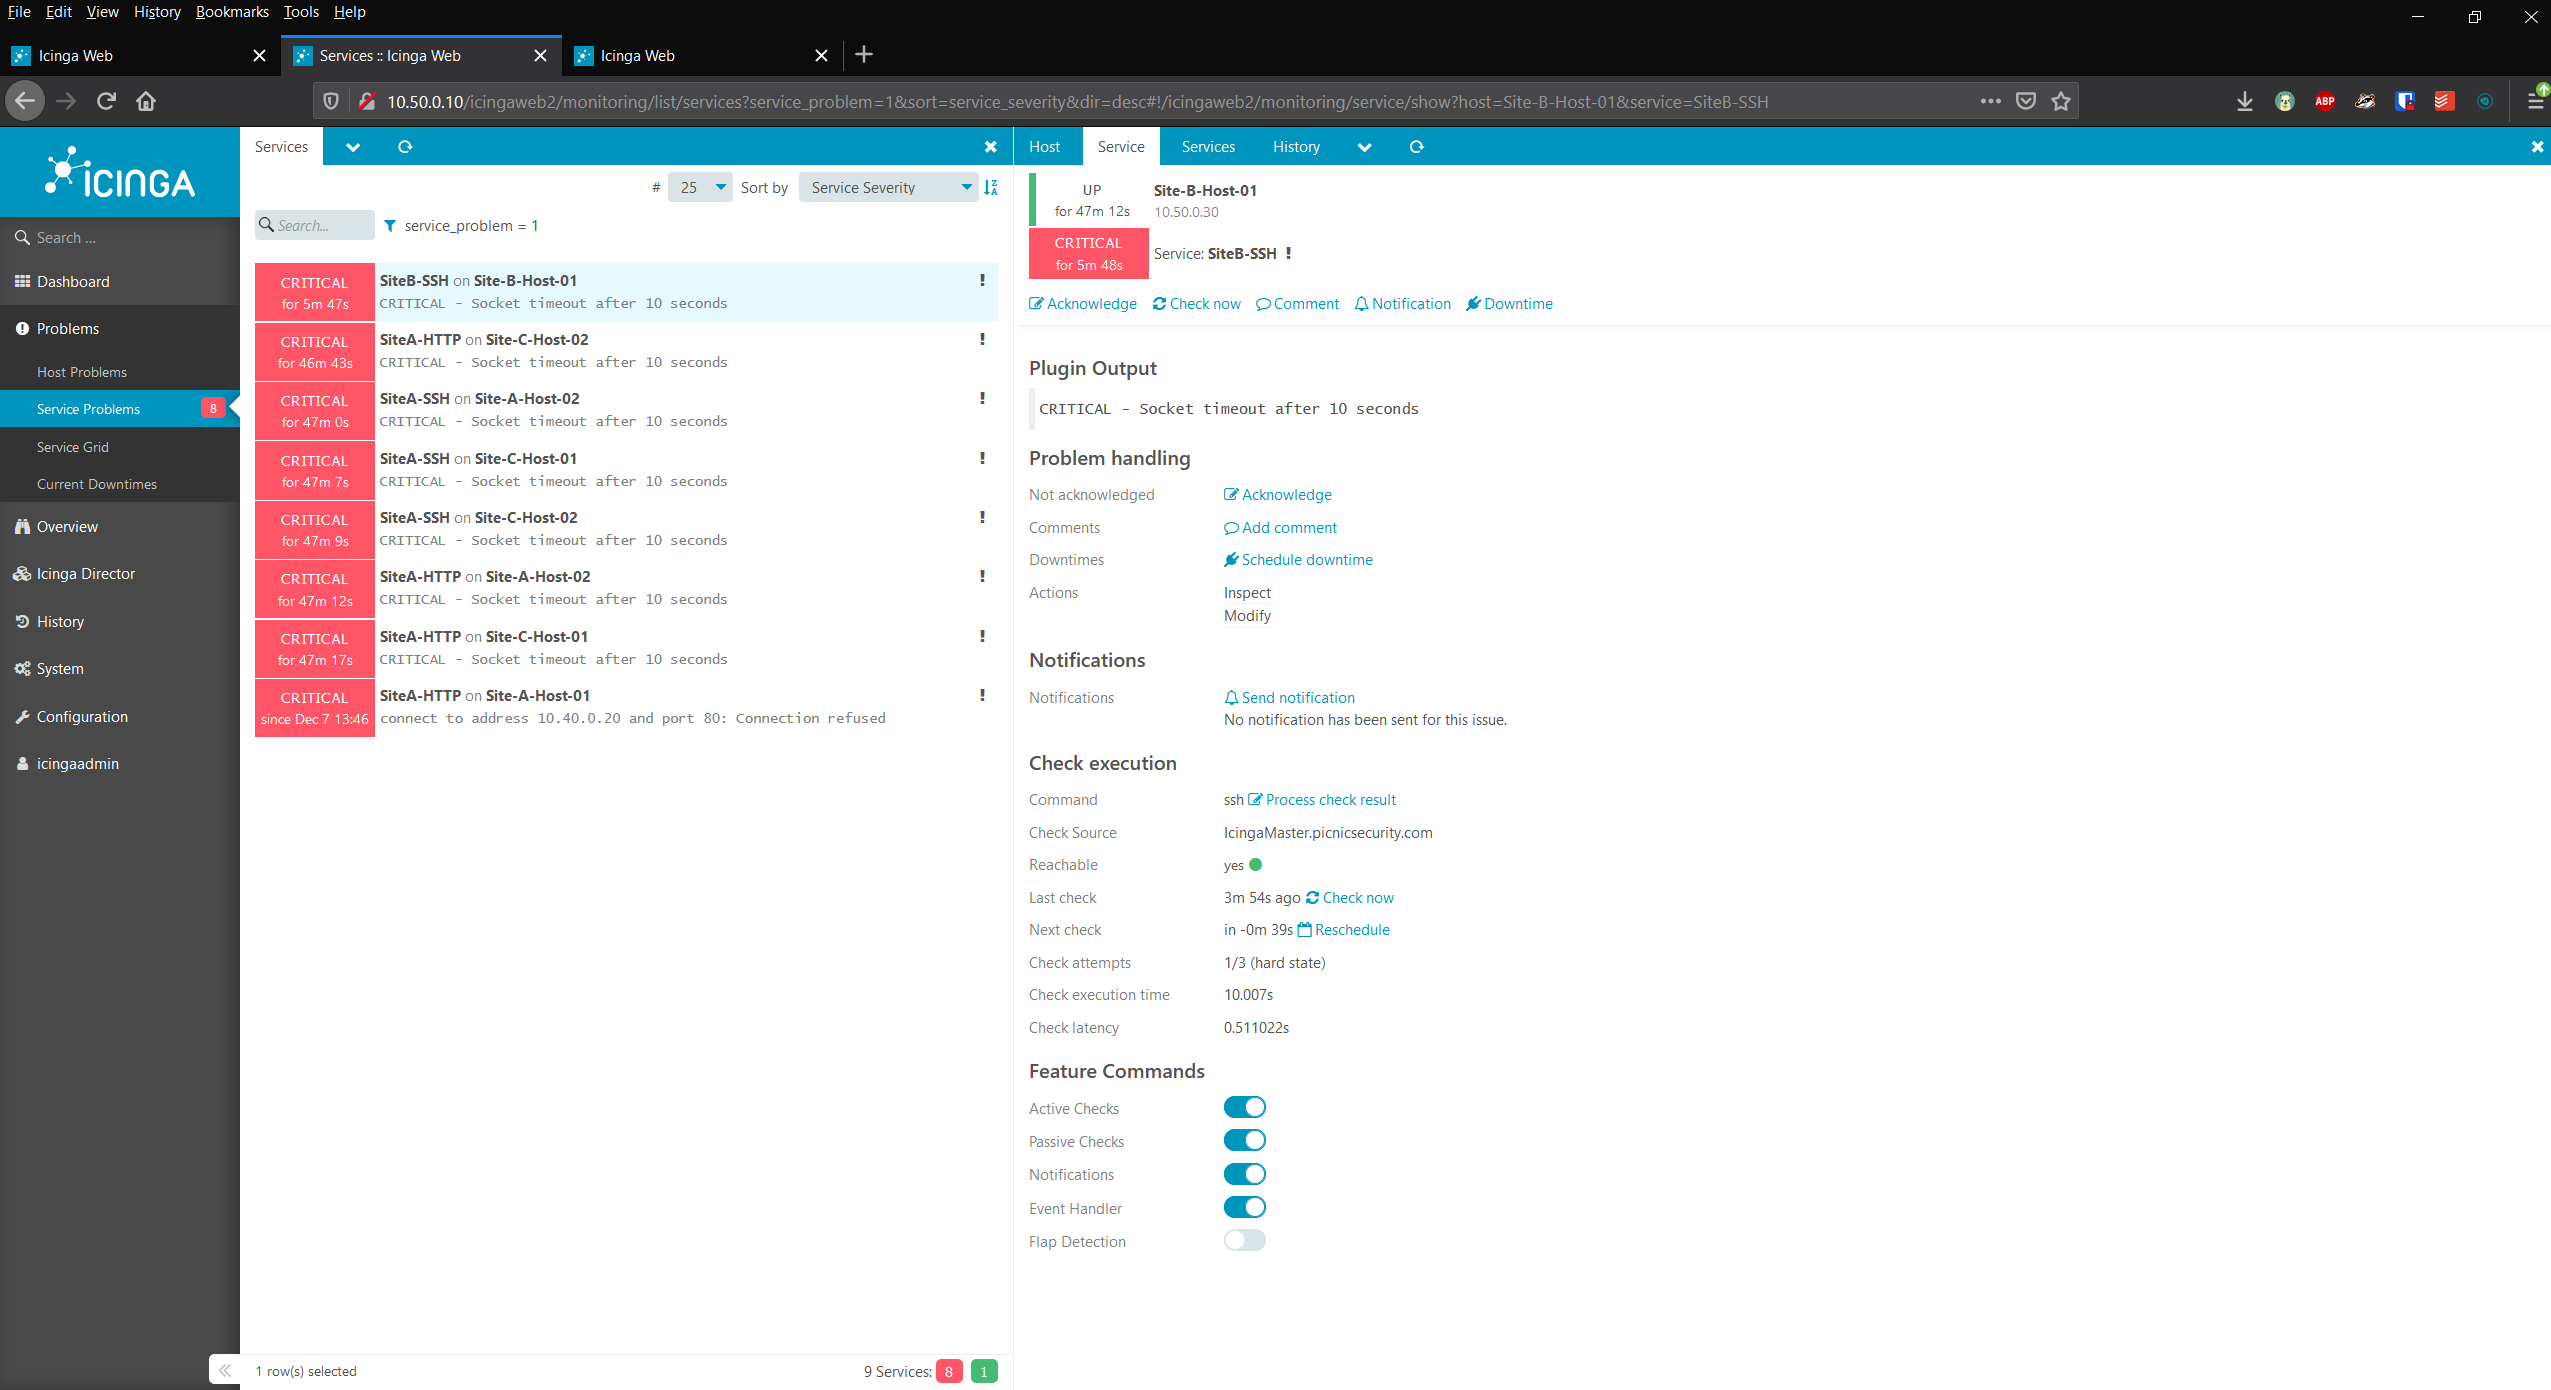 File Edit View History Bookmarks Tools Help
Icinga Web
Services :: Icinga Web
Icinga Web
10.50.0.10/icingaweb2/monitoring/list/services?service_problem=1&sort=service_severity&dir=desc#!/icingaweb2/monitoring/service/show?host=Site-B-Host-01&service=SiteB-SSH
ABP
ICINGA
Search ...
Dashboard
Problems
Host Problems
Service Problems 8
Service Grid
Current Downtimes
Overview
Icinga Director
History
System
Configuration
icingaadmin
Services
# 25 Sort by Service Severity
Search... service_problem = 1
CRITICAL
for 5m 47s
SiteB-SSH on Site-B-Host-01
CRITICAL - Socket timeout after 10 seconds
CRITICAL
for 46m 43s
SiteA-HTTP on Site-C-Host-02
CRITICAL - Socket timeout after 10 seconds
CRITICAL
for 47m 0s
SiteA-SSH on Site-A-Host-02
CRITICAL - Socket timeout after 10 seconds
CRITICAL
for 47m 7s
SiteA-SSH on Site-C-Host-01
CRITICAL - Socket timeout after 10 seconds
CRITICAL
for 47m 9s
SiteA-SSH on Site-C-Host-02
CRITICAL - Socket timeout after 10 seconds
CRITICAL
for 47m 12s
SiteA-HTTP on Site-A-Host-02
CRITICAL - Socket timeout after 10 seconds
CRITICAL
for 47m 17s
SiteA-HTTP on Site-C-Host-01
CRITICAL - Socket timeout after 10 seconds
CRITICAL
since Dec 7 13:46
SiteA-HTTP on Site-A-Host-01
connect to address 10.40.0.20 and port 80: Connection refused
1 row(s) selected
9 Services: 8 1
Host Service Services History
UP
for 47m 12s
Site-B-Host-01
10.50.0.30
CRITICAL
for 5m 48s
Service: SiteB-SSH !
Acknowledge Check now Comment Notification Downtime
Plugin Output
CRITICAL - Socket timeout after 10 seconds
Problem handling
Not acknowledged Acknowledge
Comments Add comment
Downtimes Schedule downtime
Actions Inspect
Modify
Notifications
Notifications Send notification
No notification has been sent for this issue.
Check execution
Command ssh Process check result
Check Source IcingaMaster.picnicsecurity.com
Reachable yes
Last check 3m 54s ago Check now
Next check in -0m 39s Reschedule
Check attempts 1/3 (hard state)
Check execution time 10.007s
Check latency 0.511022s
Feature Commands
Active Checks
Passive Checks
Notifications
Event Handler
Flap Detection